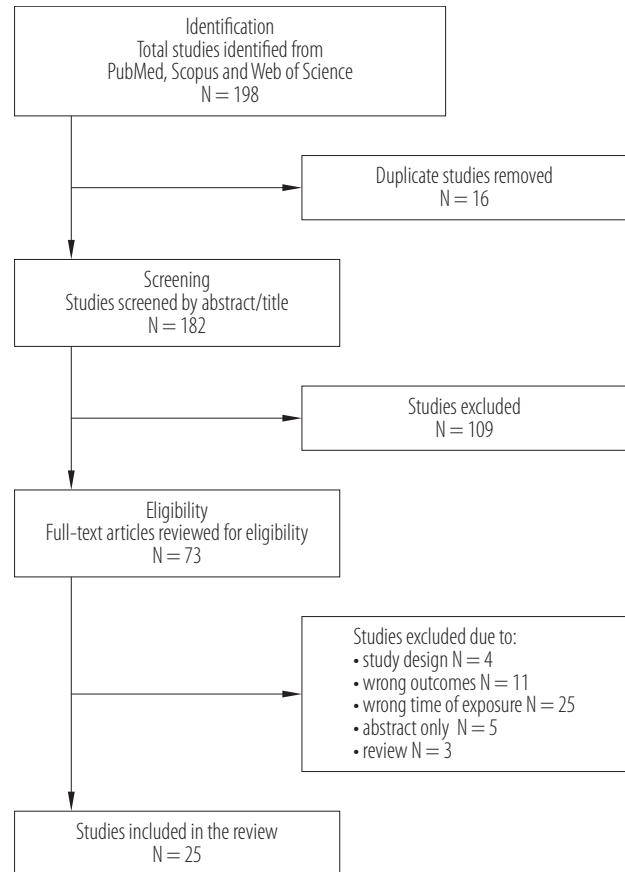 Identification
Total studies identified from
PubMed, Scopus and Web of Science
N = 198
Duplicate studies removed
N = 16
Screening
Studies screened by abstract/title
N = 182
Studies excluded
N = 109
Eligibility
Full-text articles reviewed for eligibility
N = 73
Studies excluded due to:
• study design N = 4
• wrong outcomes N = 11
• wrong time of exposure N = 25
• abstract only N = 5
• review N = 3
Studies included in the review
N = 25